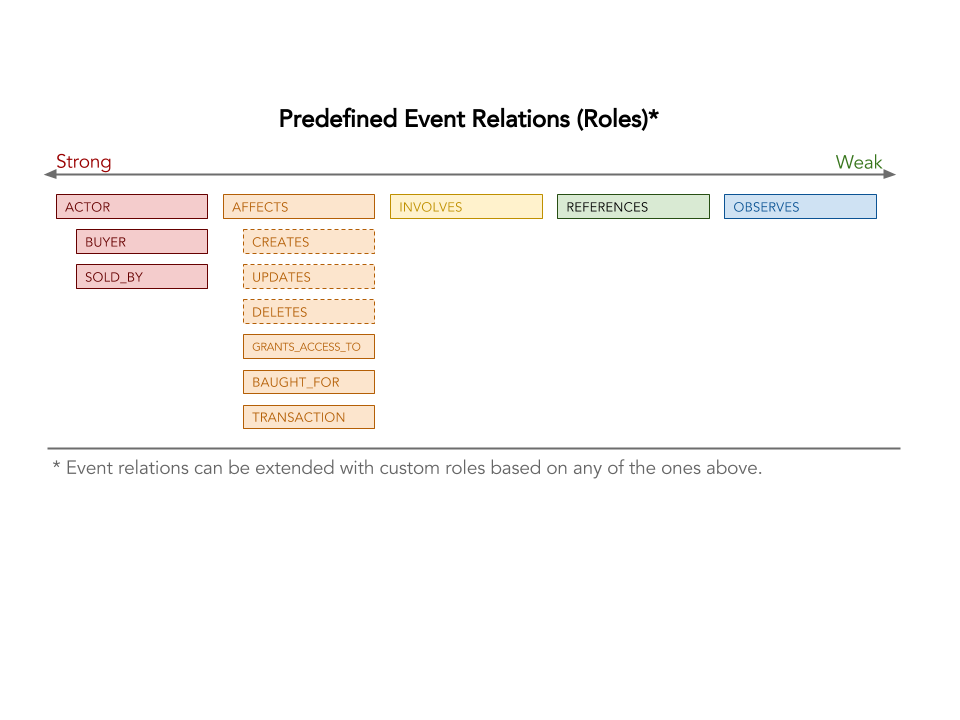 Predefined Event Relations (Roles)*
Strong
Weak
ACTOR
AFFECTS
INVOLVES
REFERENCES
OBSERVES
BUYER
CREATES
SOLD_BY
UPDATES
DELETES
GRANTS_ACCESS_TO
BAUGHT_FOR
TRANSACTION
* Event relations can be extended with custom roles based on any of the ones above.